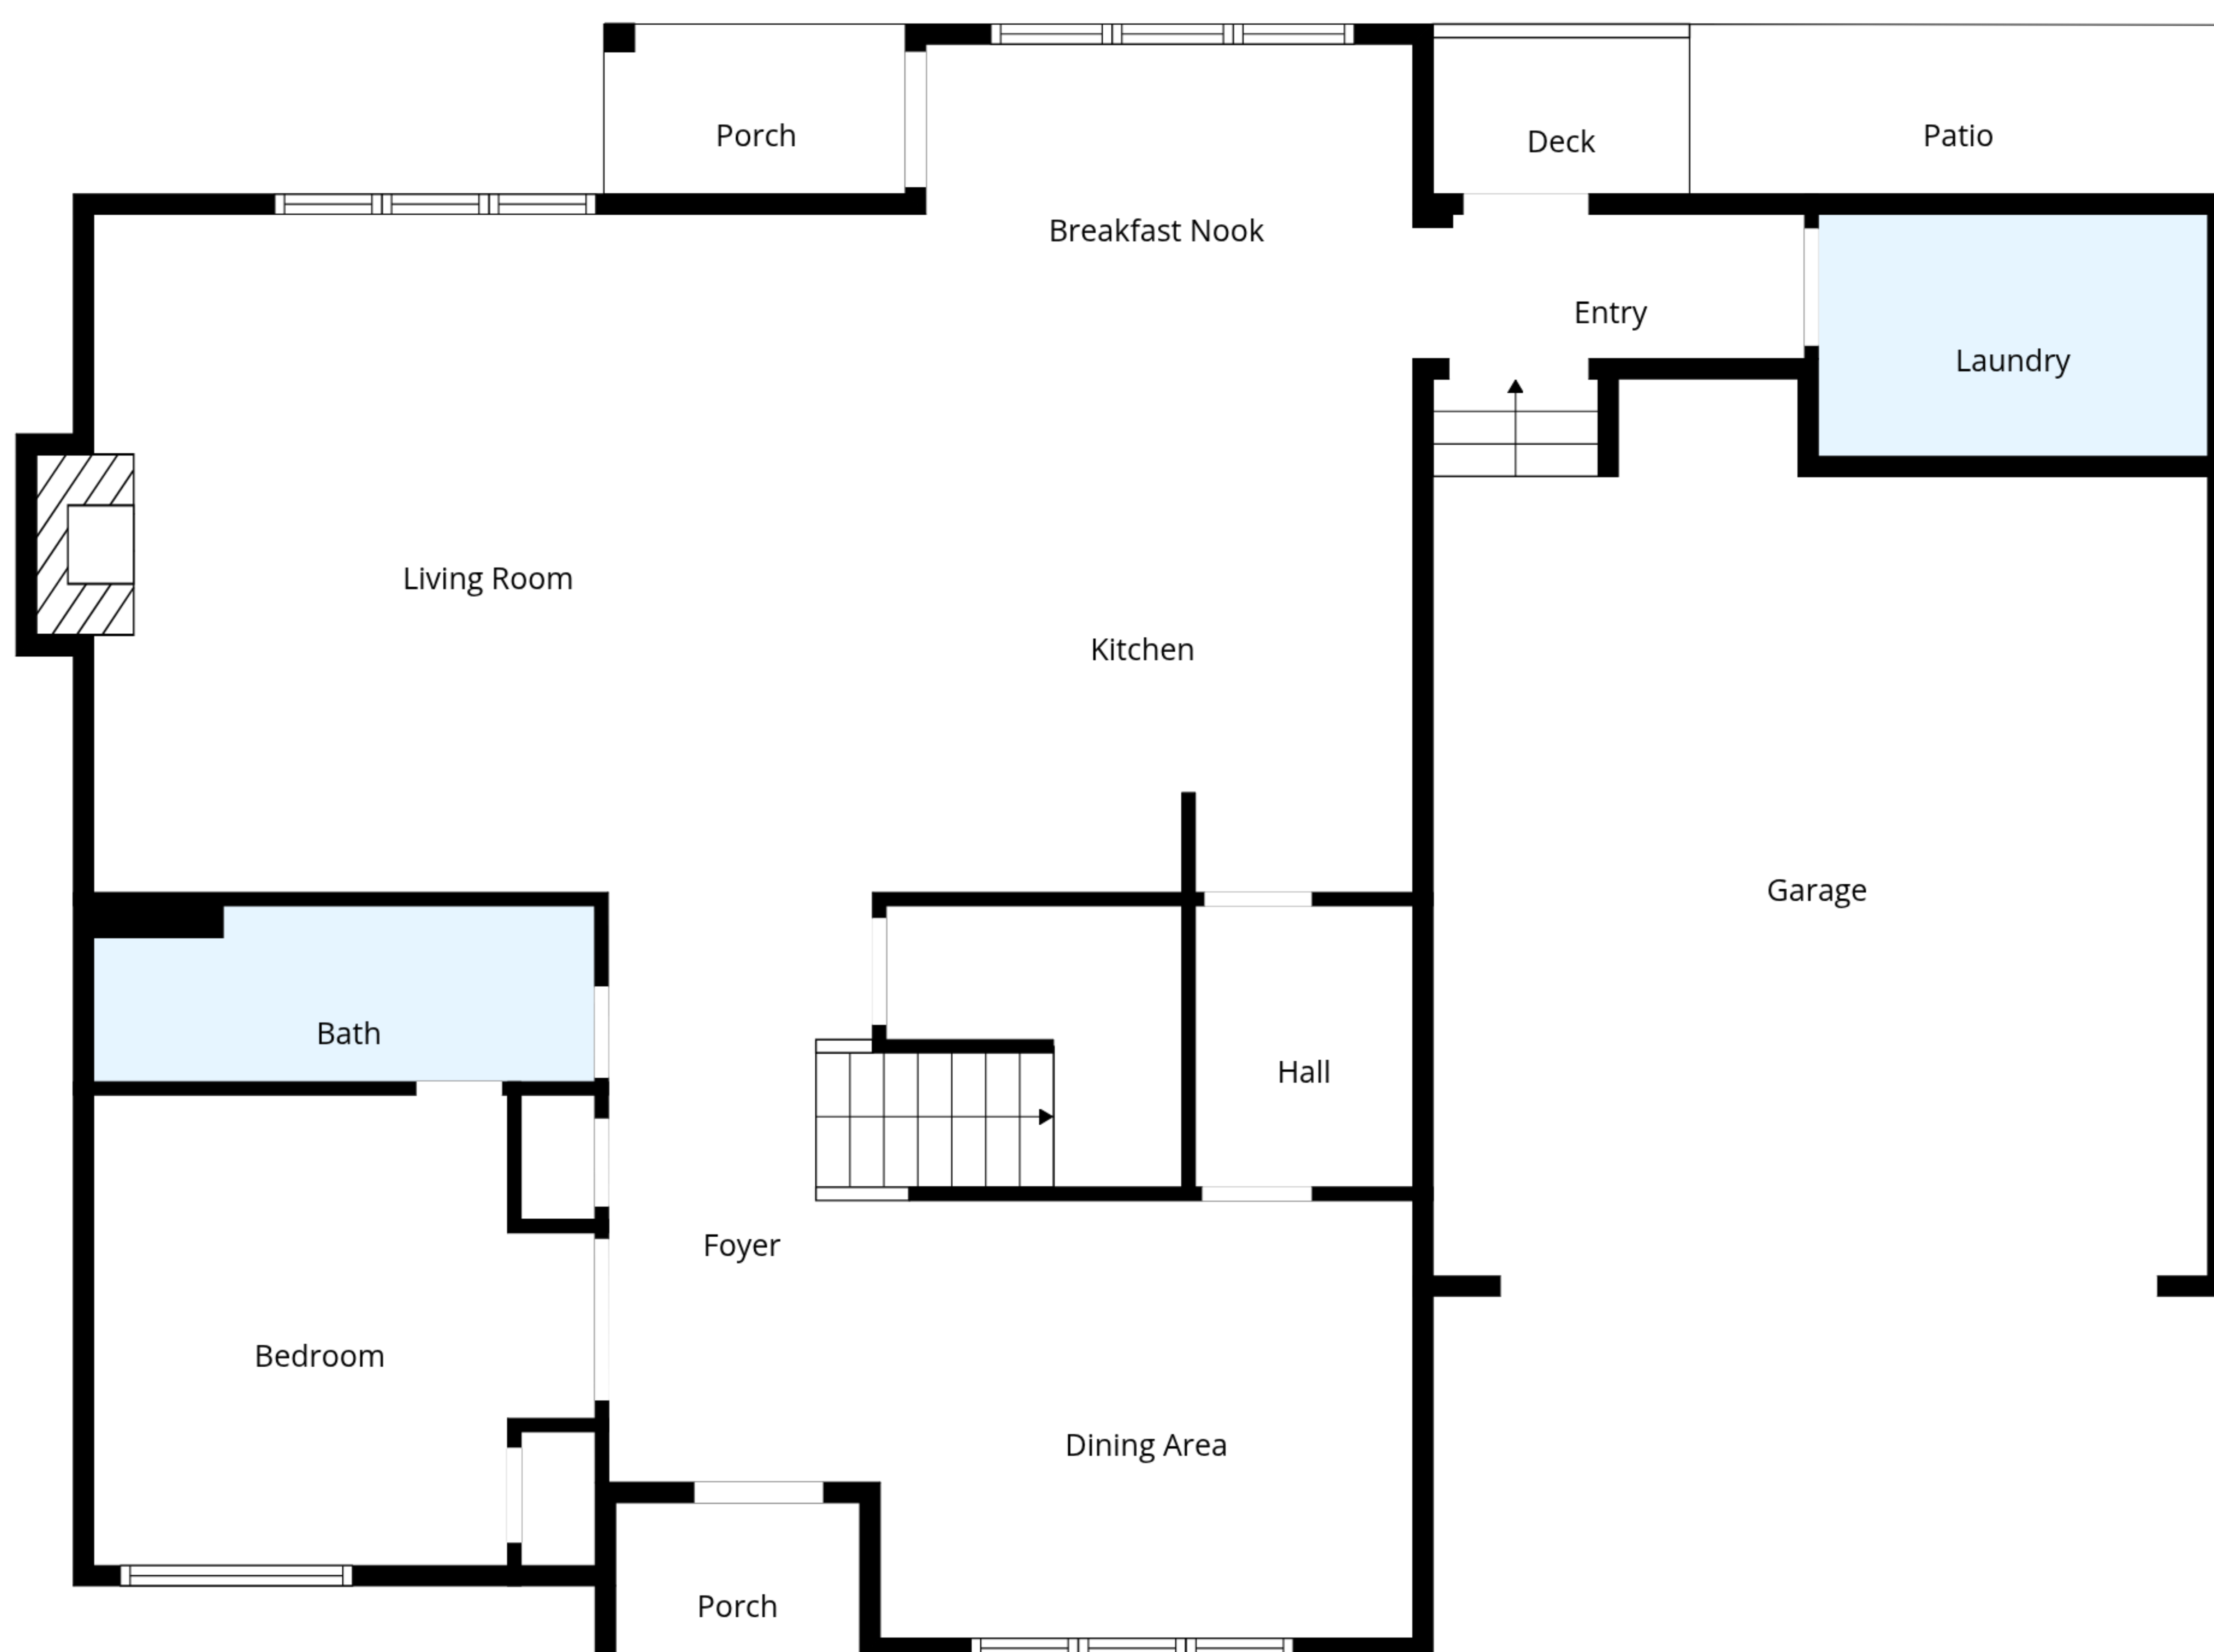 Porch
Deck
Patio
Breakfast Nook
Entry
Laundry
Living Room
Kitchen
Garage
Bath
Hall
Foyer
Bedroom
Dining Area
Porch